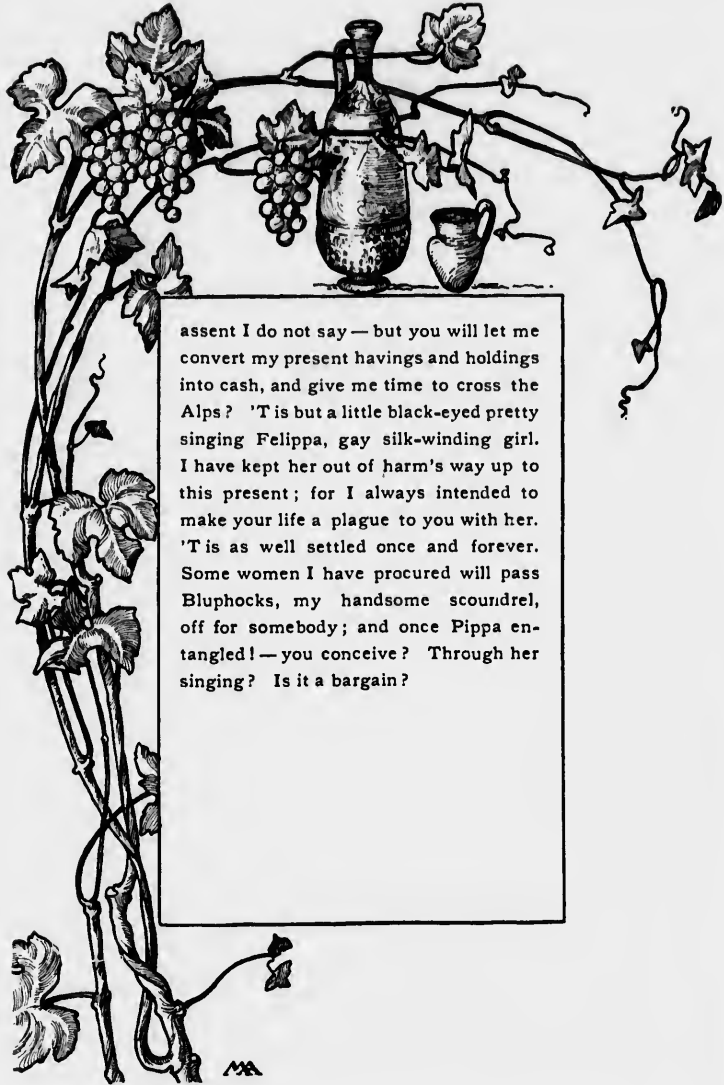 assent I do not say — but you will let me
convert my present havings and holdings
into cash, and give me time to cross the
Alps? 'T is but a little black-eyed pretty
singing Felippa, gay silk-winding girl.
I have kept her out of harm's way up to
this present; for I always intended to
make your life a plague to you with her.
'T is as well settled once and forever.
Some women I have procured will pass
Bluphocks, my handsome scoundrel,
off for somebody; and once Pippa en-
tangled! — you conceive? Through her
singing? Is it a bargain?